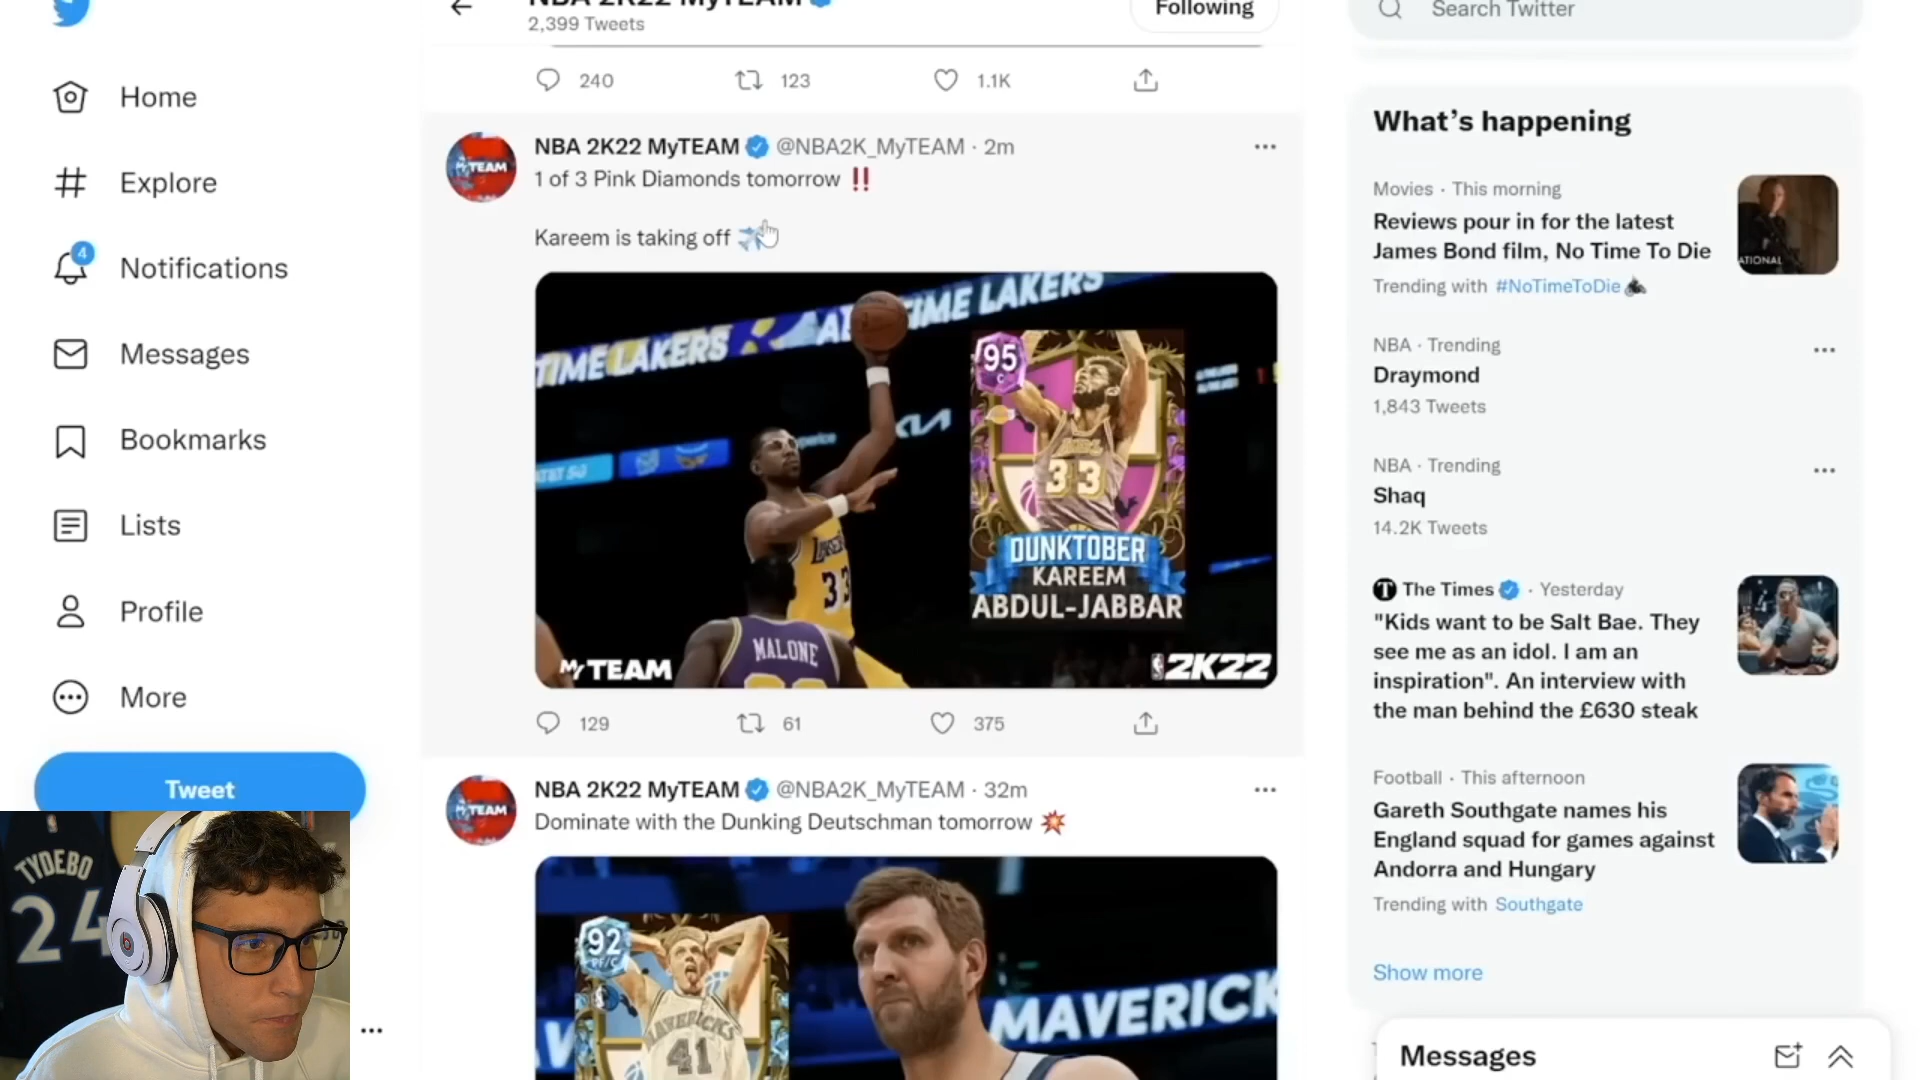 NBA 2K22 MyTEAM
2,399 Tweets
Following
Search Twitter
240
123
1.1K
Home
Explore
4
Notifications
Messages
Bookmarks
Lists
Profile
More
Tweet
TYDEBO
24
NBA 2K22 MyTEAM @NBA2K_MyTEAM · 2m
1 of 3 Pink Diamonds tomorrow ‼️
Kareem is taking off ✈️
TIME LAKERS
ALL TIME LAKERS
KIA
95
C
33
LAKERS
33
MALONE
DUNKTOBER
KAREEM
ABDUL-JABBAR
MyTEAM
2K22
129
61
375
NBA 2K22 MyTEAM @NBA2K_MyTEAM · 32m
Dominate with the Dunking Deutschman tomorrow 💥
92
PF/C
MAVERICKS
41
MAVERICK
What's happening
Movies · This morning
Reviews pour in for the latest
James Bond film, No Time To Die
Trending with #NoTimeToDie
NBA · Trending
Draymond
1,843 Tweets
NBA · Trending
Shaq
14.2K Tweets
The Times · Yesterday
"Kids want to be Salt Bae. They
see me as an idol. I am an
inspiration". An interview with
the man behind the £630 steak
Football · This afternoon
Gareth Southgate names his
England squad for games against
Andorra and Hungary
Trending with Southgate
Show more
Messages